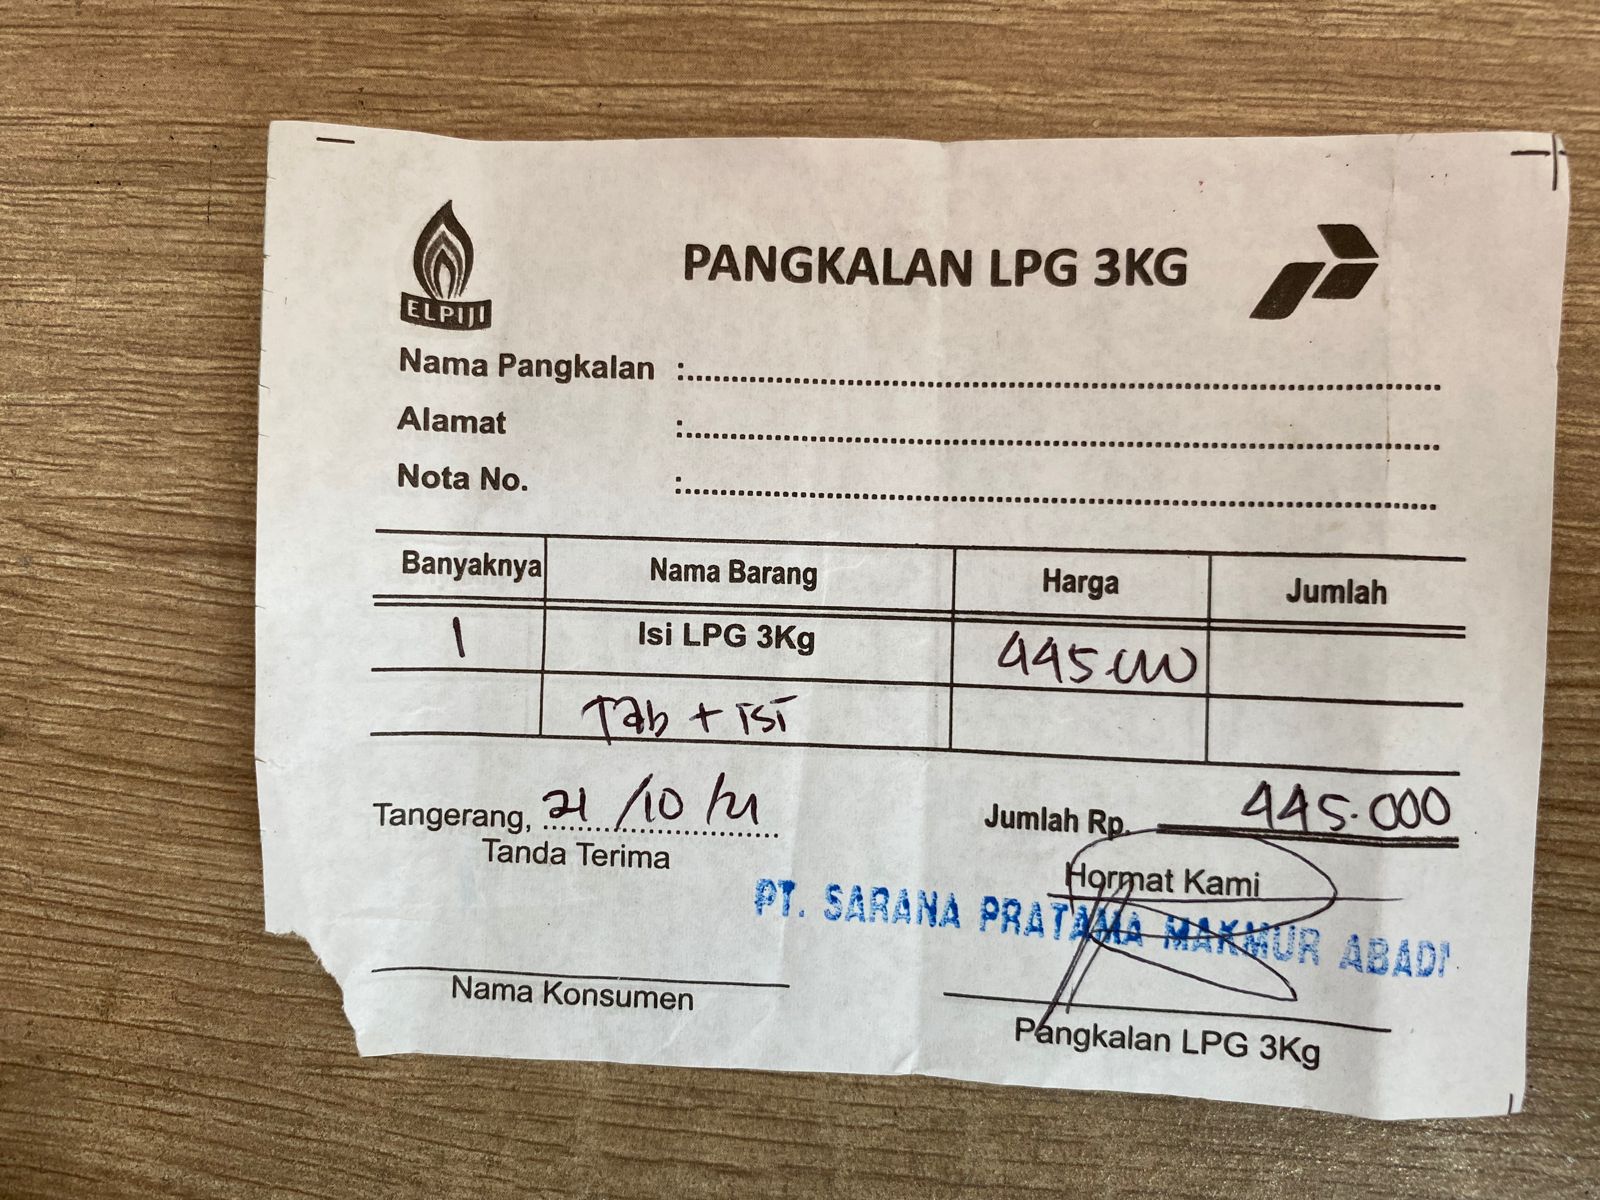 ELPIJI
PANGKALAN LPG 3KG
Nama Pangkalan :
Alamat :
Nota No. :
Banyaknya Nama Barang Harga Jumlah
1 Isi LPG 3Kg 445.000
Tab + isi
Tangerang, 21/10/21 Jumlah Rp. 445.000
Tanda Terima Hormat Kami
PT. SARANA PRATAMA MAKMUR ABADI
Nama Konsumen Pangkalan LPG 3Kg